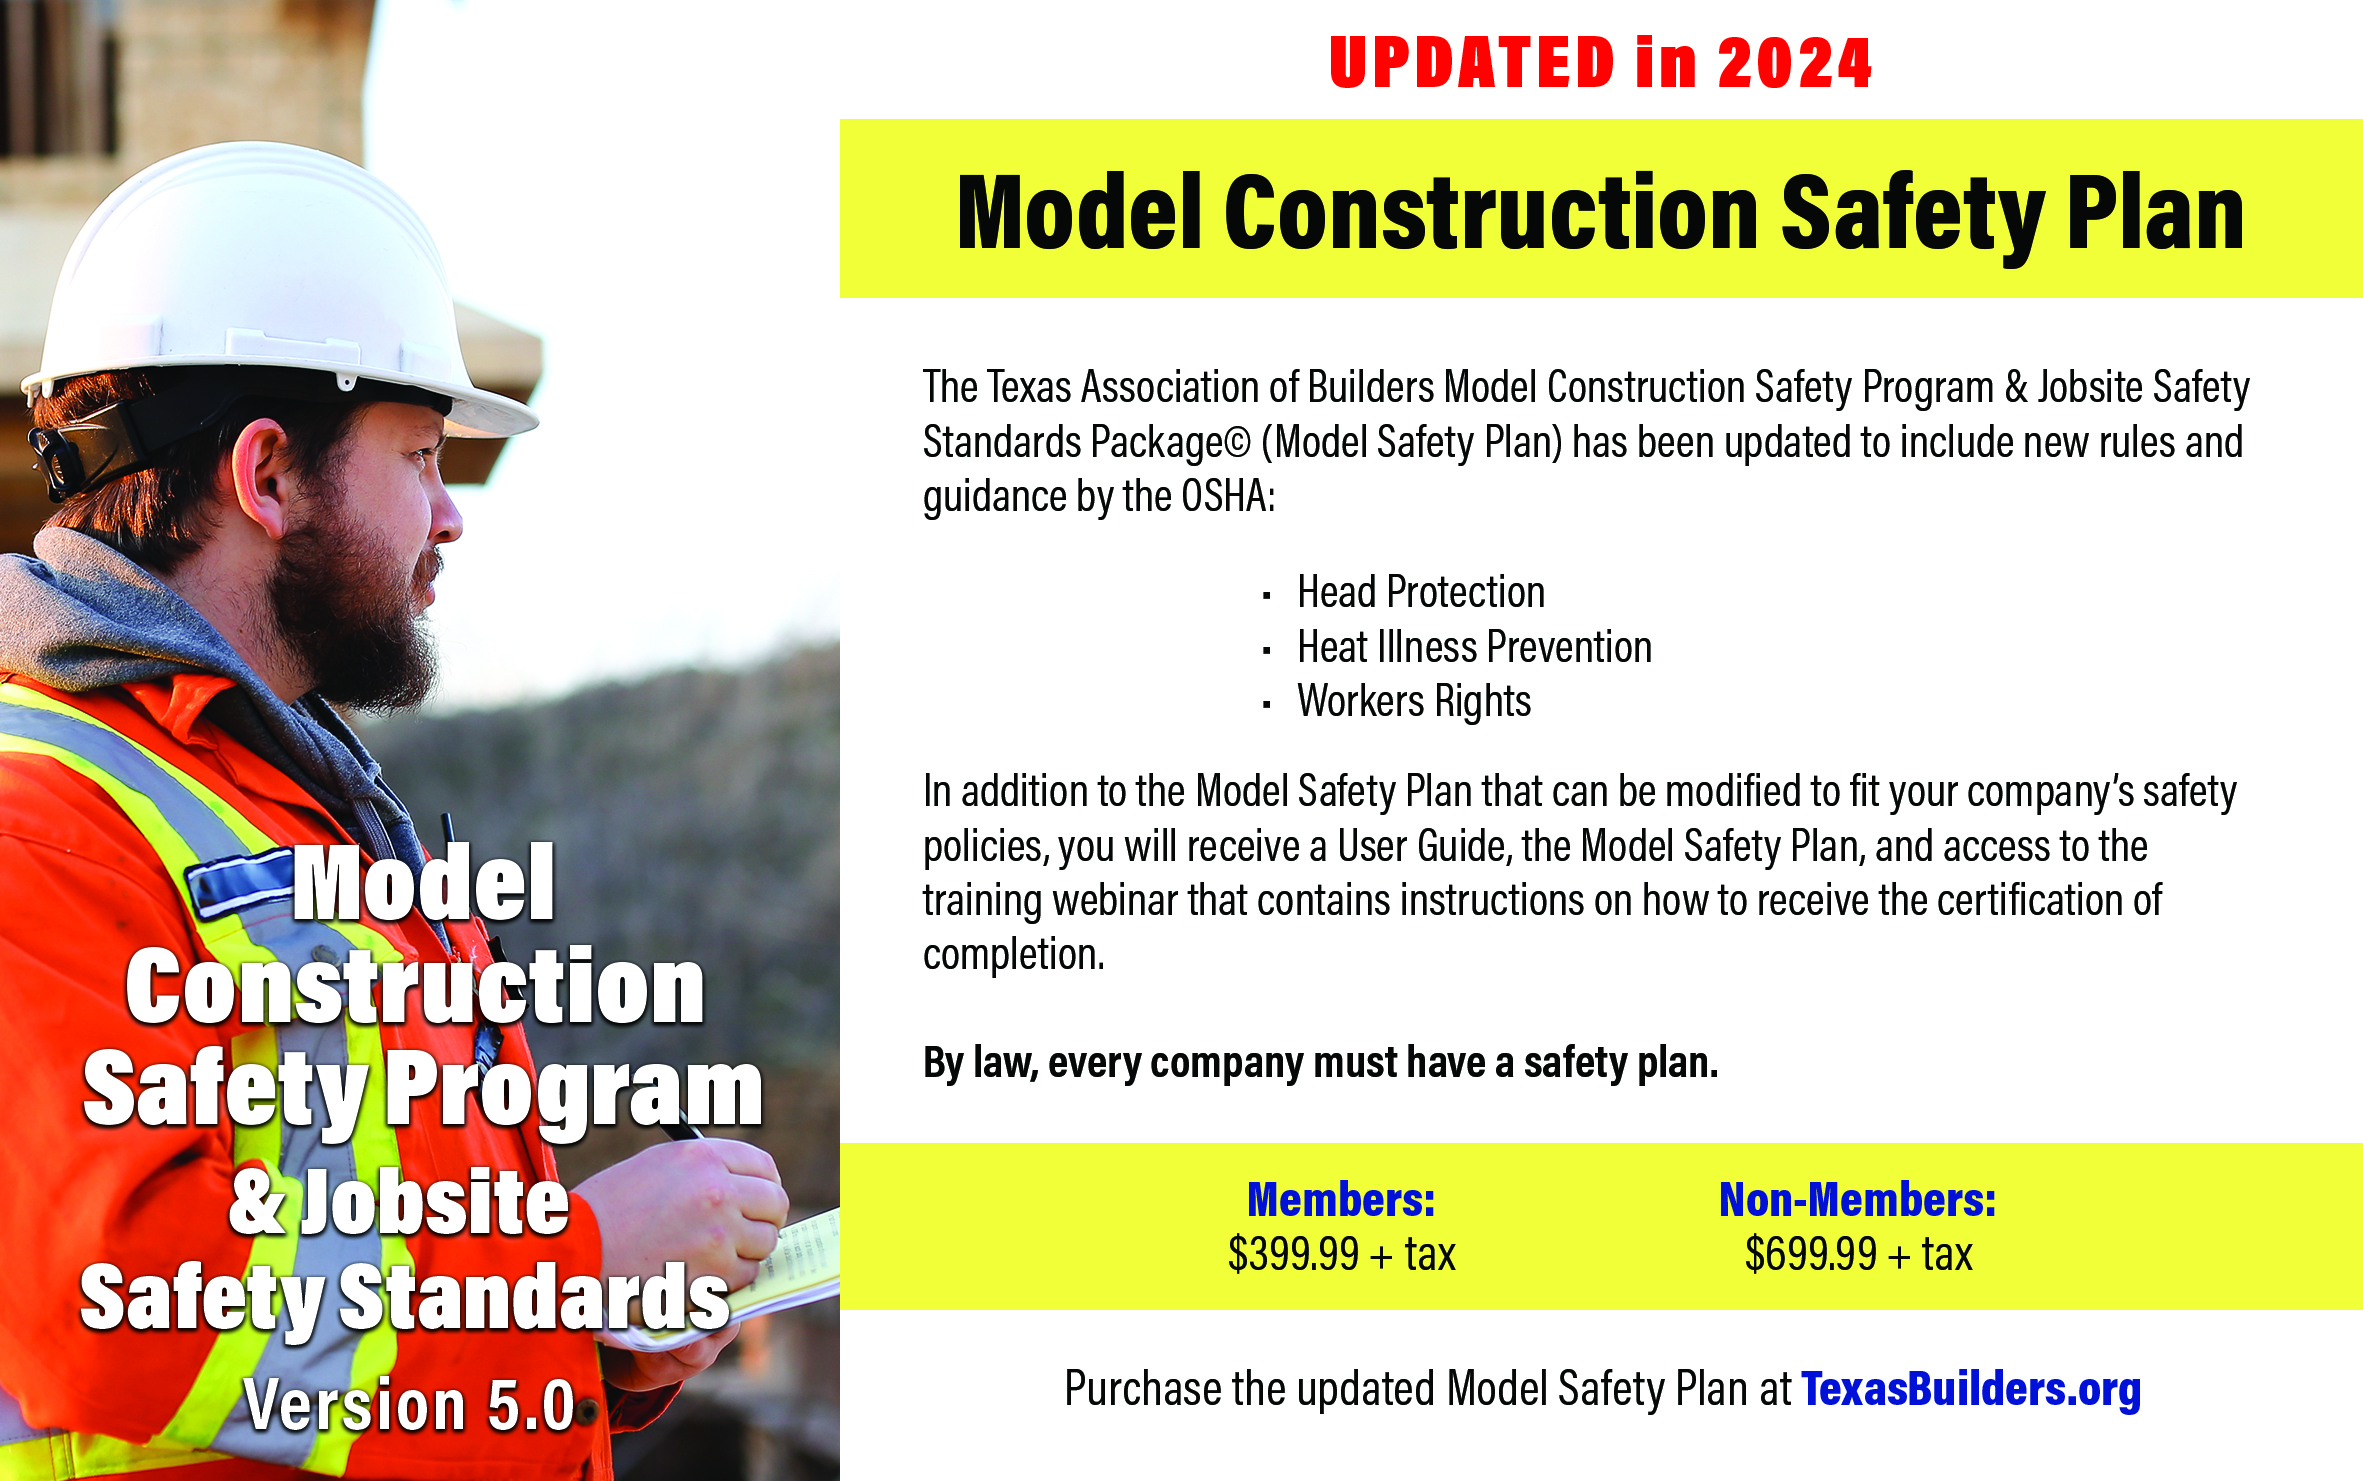 UPDATED in 2024
Model Construction Safety Plan
The Texas Association of Builders Model Construction Safety Program & Jobsite Safety
Standards Package© (Model Safety Plan) has been updated to include new rules and
guidance by the OSHA:
▪ Head Protection
▪ Heat Illness Prevention
▪ Workers Rights
In addition to the Model Safety Plan that can be modified to fit your company’s safety
policies, you will receive a User Guide, the Model Safety Plan, and access to the
training webinar that contains instructions on how to receive the certification of
completion.
By law, every company must have a safety plan.
Members:
$399.99 + tax
Non-Members:
$699.99 + tax
Purchase the updated Model Safety Plan at TexasBuilders.org
Model
Construction
Safety Program
& Jobsite
Safety Standards
Version 5.0